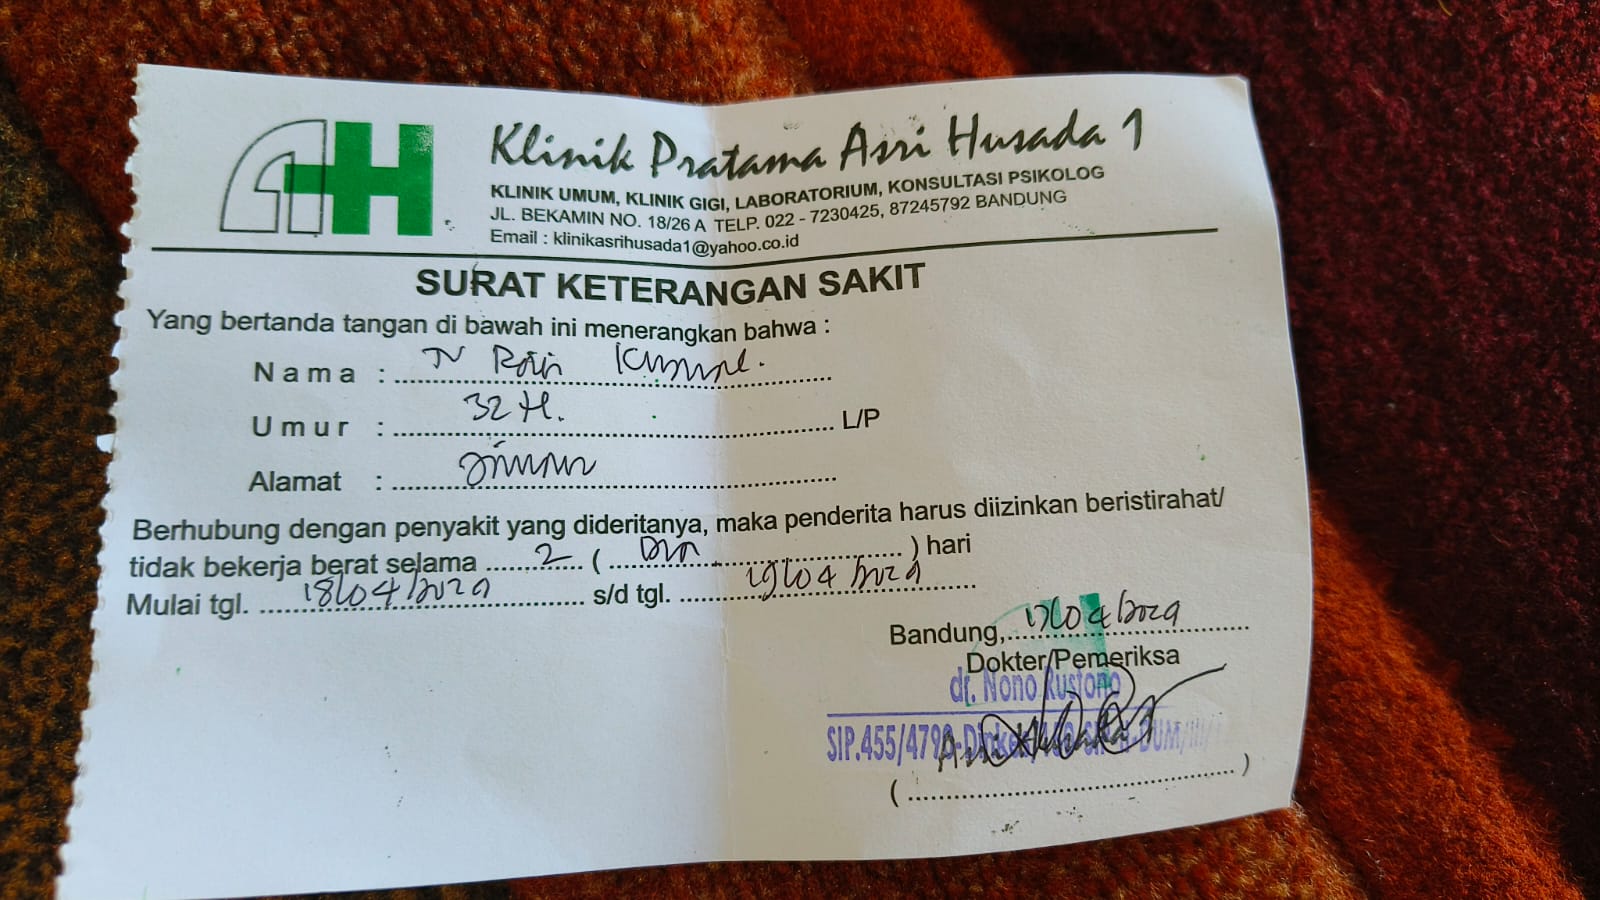 Klinik Pratama Asri Husada 1
KLINIK UMUM, KLINIK GIGI, LABORATORIUM, KONSULTASI PSIKOLOG
JL. BEKAMIN NO. 18/26 A TELP. 022 - 7230425, 87245792 BANDUNG
Email : klinikasrihusada1@yahoo.co.id
SURAT KETERANGAN SAKIT
Yang bertanda tangan di bawah ini menerangkan bahwa :
Nama :
Umur : 32 L/P
Alamat :
Berhubung dengan penyakit yang dideritanya, maka penderita harus diizinkan beristirahat/
tidak bekerja berat selama 2 ( ) hari
Mulai tgl. 18/04/2024 s/d tgl. 19/04/2024
Bandung, 17/04/2024
Dokter/Pemeriksa
dr. Nono Rustono
Asri Husada
( )